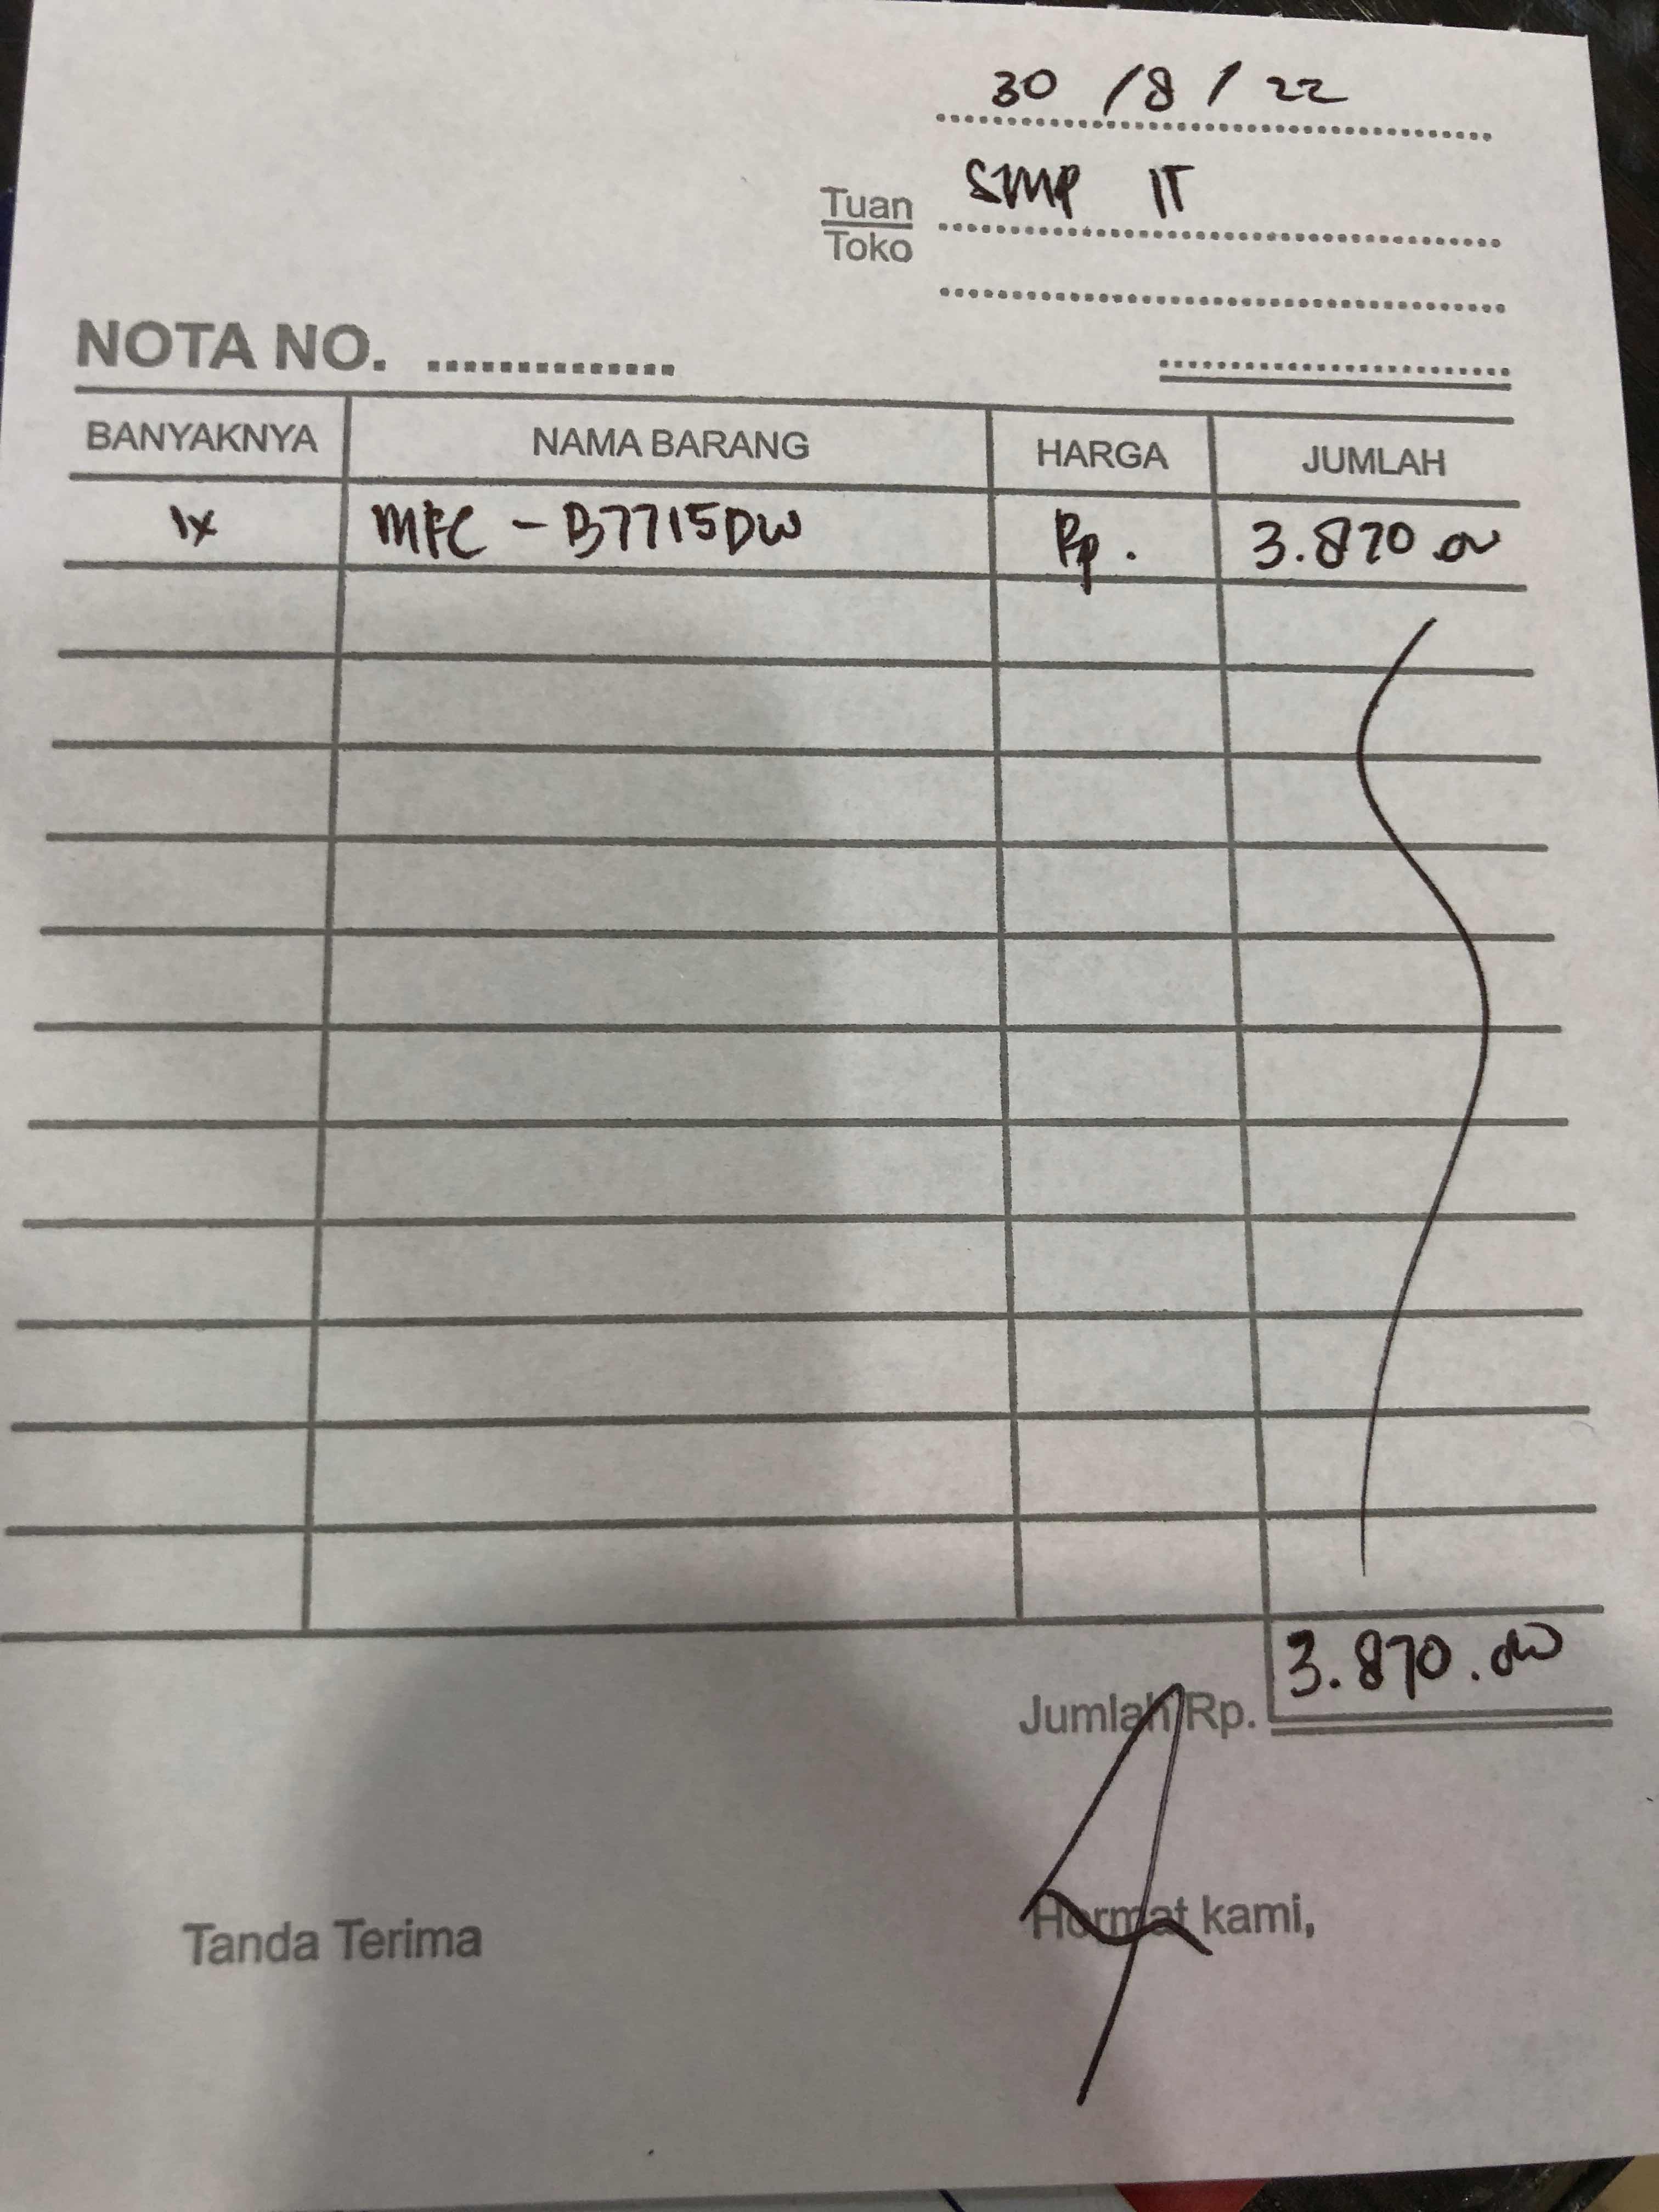 30 / 8 / 22
Tuan
Toko
SMP IT
NOTA NO.
BANYAKNYA NAMA BARANG HARGA JUMLAH
1x MFC - B7715DW Rp. 3.870.000
Jumlah Rp. 3.870.000
Tanda Terima Hormat kami,